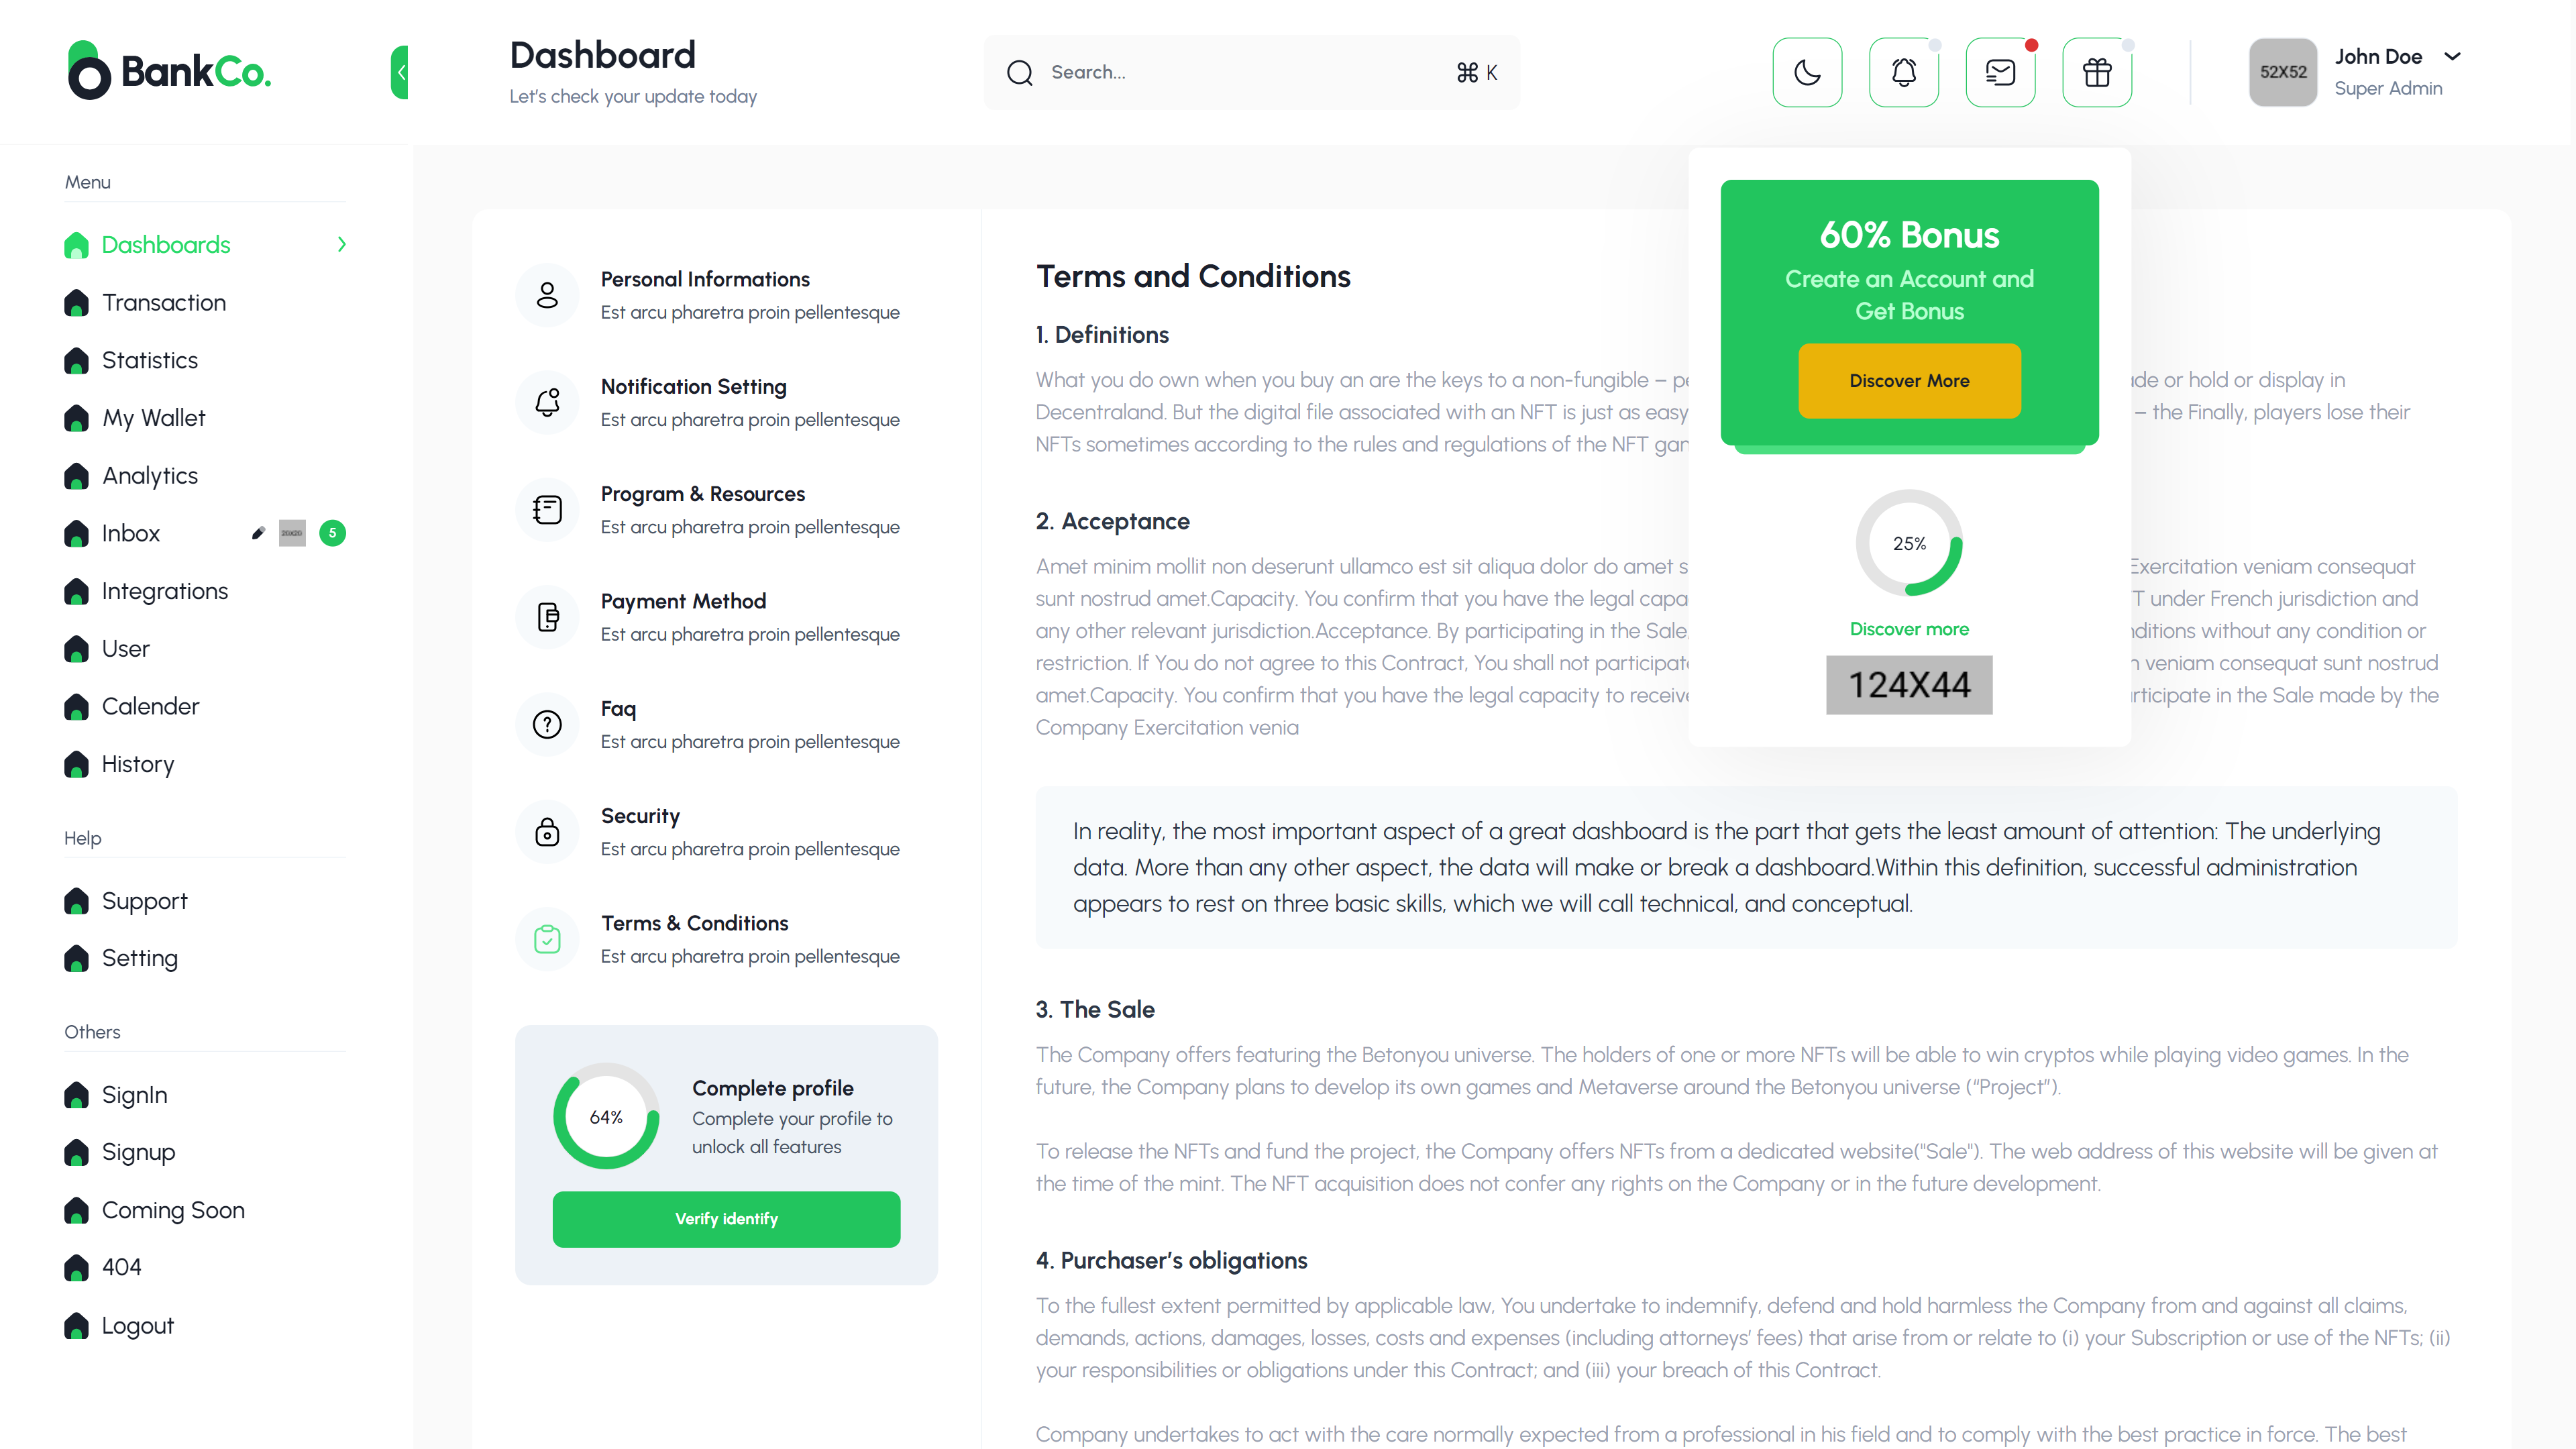 BankCo.
Dashboard
Let's check your update today
Search...
⌘ K
52X52
John Doe
Super Admin
Menu
Dashboards
Transaction
Statistics
My Wallet
Analytics
Inbox
5
Integrations
User
Calender
History
Help
Support
Setting
Others
SignIn
Signup
Coming Soon
404
Logout
Personal Informations
Est arcu pharetra proin pellentesque
Notification Setting
Est arcu pharetra proin pellentesque
Program & Resources
Est arcu pharetra proin pellentesque
Payment Method
Est arcu pharetra proin pellentesque
Faq
Est arcu pharetra proin pellentesque
Security
Est arcu pharetra proin pellentesque
Terms & Conditions
Est arcu pharetra proin pellentesque
64%
Complete profile
Complete your profile to
unlock all features
Verify identify
Terms and Conditions
1. Definitions
What you do own when you buy an are the keys to a non-fungible – or hold or display in
Decentraland. But the digital file associated with an NFT is just as easy – the Finally, players lose their
NFTs sometimes according to the rules and regulations of the NFT
2. Acceptance
Amet minim mollit non deserunt ullamco est sit aliqua dolor do amet Exercitation veniam consequat
sunt nostrud amet.Capacity. You confirm that you have the legal under French jurisdiction and
any other relevant jurisdiction.Acceptance. By participating in the Sale, without any condition or
restriction. If You do not agree to this Contract, You shall not participate veniam consequat sunt nostrud
amet.Capacity. You confirm that you have the legal capacity to receive in the Sale made by the
Company Exercitation venia
60% Bonus
Create an Account and
Get Bonus
Discover More
25%
Discover more
124X44
In reality, the most important aspect of a great dashboard is the part that gets the least amount of attention: The underlying
data. More than any other aspect, the data will make or break a dashboard.Within this definition, successful administration
appears to rest on three basic skills, which we will call technical, and conceptual.
3. The Sale
The Company offers featuring the Betonyou universe. The holders of one or more NFTs will be able to win cryptos while playing video games. In the
future, the Company plans to develop its own games and Metaverse around the Betonyou universe ("Project").
To release the NFTs and fund the project, the Company offers NFTs from a dedicated website("Sale"). The web address of this website will be given at
the time of the mint. The NFT acquisition does not confer any rights on the Company or in the future development.
4. Purchaser's obligations
To the fullest extent permitted by applicable law, You undertake to indemnify, defend and hold harmless the Company from and against all claims,
demands, actions, damages, losses, costs and expenses (including attorneys' fees) that arise from or relate to (i) your Subscription or use of the NFTs; (ii)
your responsibilities or obligations under this Contract; and (iii) your breach of this Contract.
Company undertakes to act with the care normally expected from a professional in his field and to comply with the best practice in force. The best